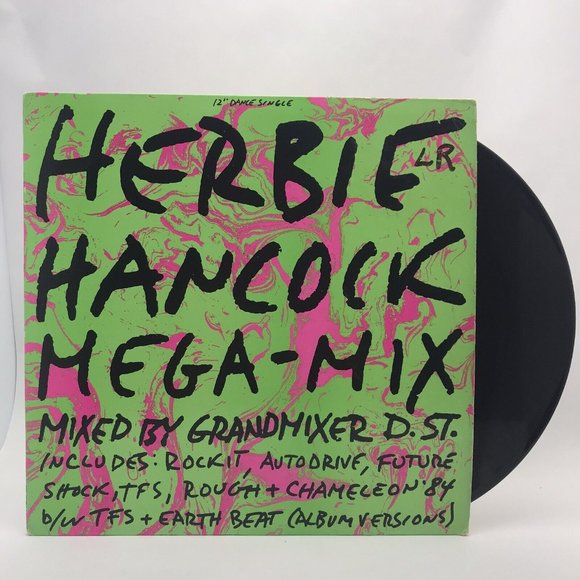 12" DANCE SINGLE
HERBIE
LR
HANCOCK
MEGA-MIX
MIXED BY GRANDMIXER D. ST.
INCLUDES: ROCKIT, AUTODRIVE, FUTURE
SHOCK, TFS, ROUGH + CHAMELEON '84
b/w TFS + EARTH BEAT (ALBUM VERSIONS)